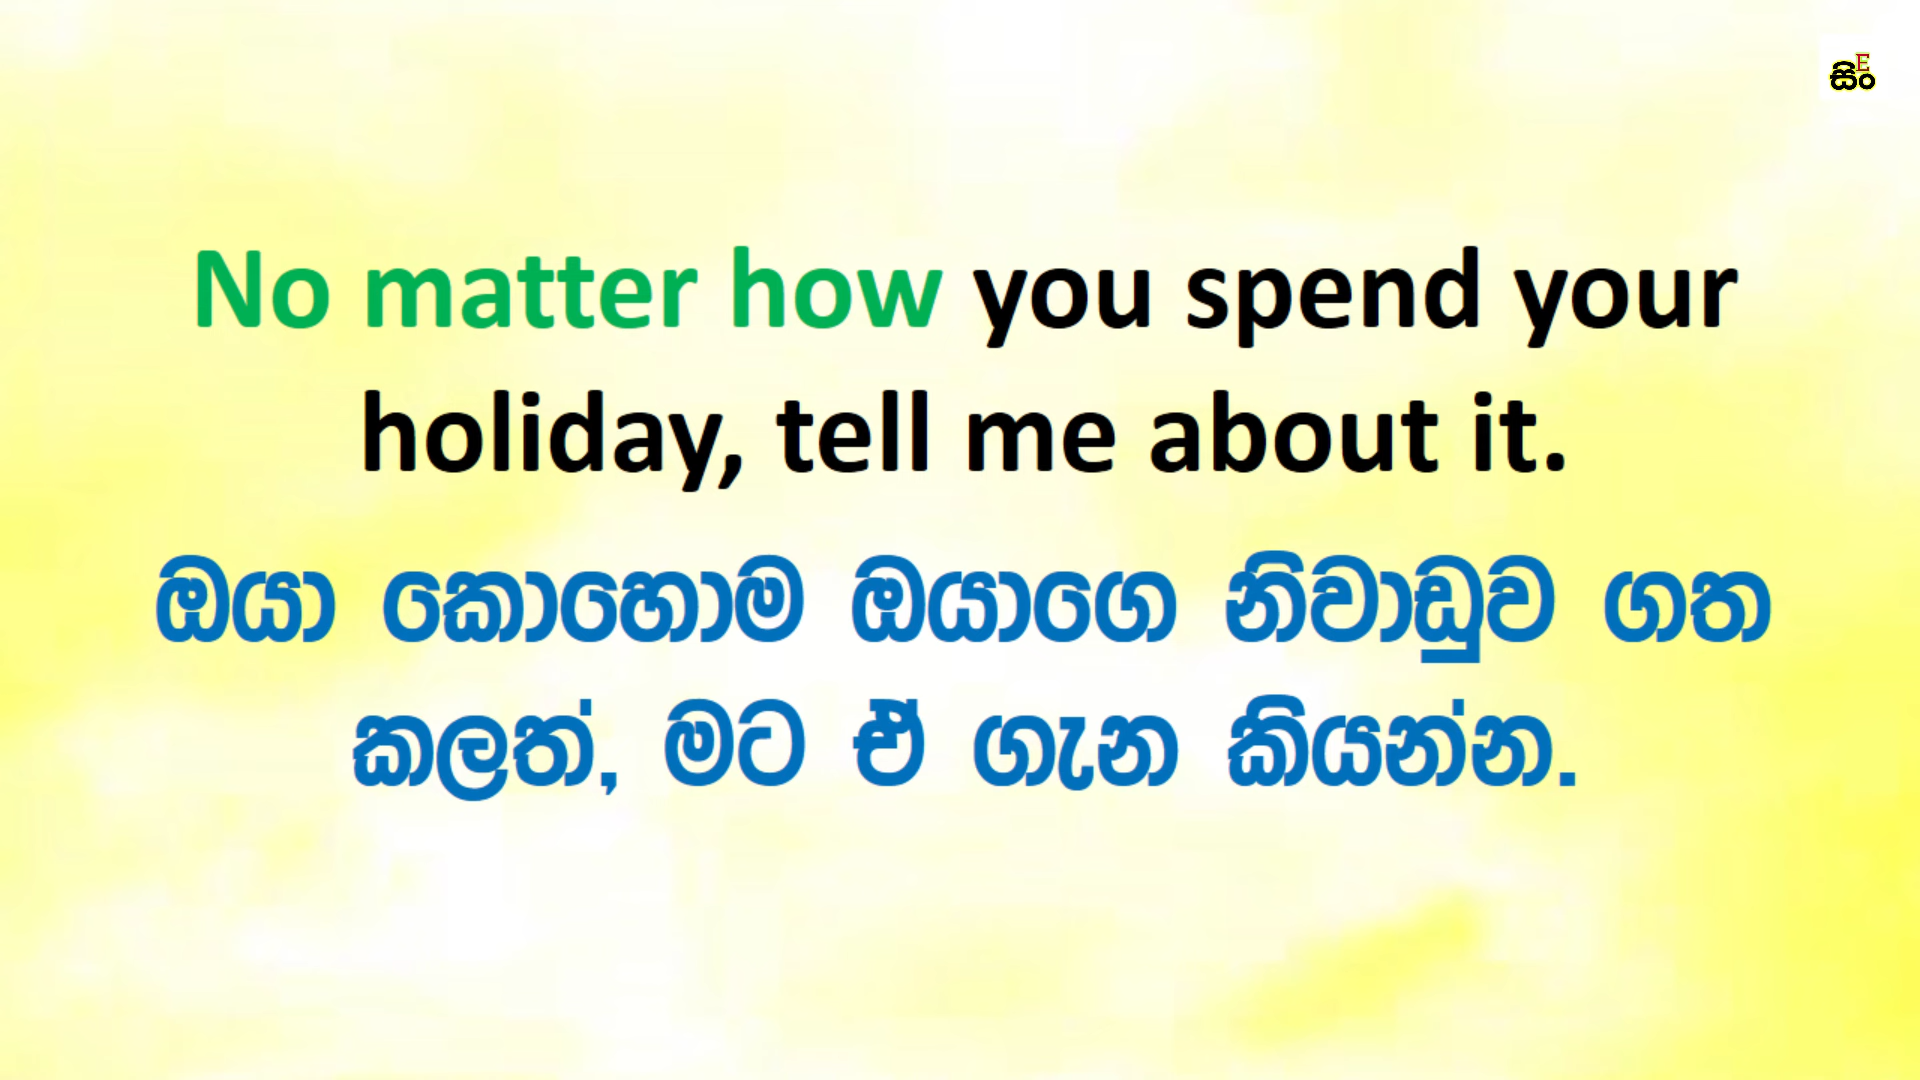 සිංE
No matter how you spend your
holiday, tell me about it.
ඔයා කොහොම ඔයාගෙ නිවාඩුව ගත
කලත්, මට ඒ ගැන කියන්න.